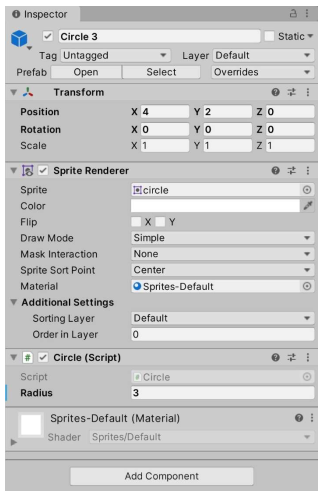 Inspector
Circle 3 Static
Tag Untagged Layer Default
Prefab Open Select Overrides
Transform
Position X 4 Y 2 Z 0
Rotation X 0 Y 0 Z 0
Scale X 1 Y 1 Z 1
Sprite Renderer
Sprite circle
Color
Flip X Y
Draw Mode Simple
Mask Interaction None
Sprite Sort Point Center
Material Sprites-Default
Additional Settings
Sorting Layer Default
Order in Layer 0
# Circle (Script)
Script # Circle
Radius 3
Sprites-Default (Material)
Shader Sprites/Default
Add Component